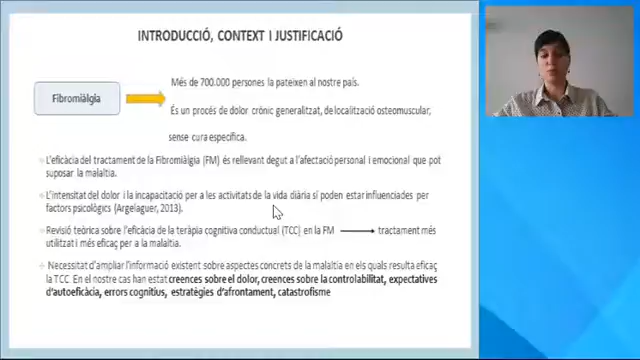 INTRODUCCIÓ, CONTEXT I JUSTIFICACIÓ
Fibromiàlgia
Més de 700.000 persones la pateixen al nostre país.
És un procés de dolor crònic generalitzat, de localització osteomuscular,
sense cura específica.
L'eficàcia del tractament de la Fibromiàlgia (FM) és rellevant degut a l'afectació personal i emocional que pot
suposar la malaltia.
L'intensitat del dolor i la incapacitació per a les activitats de la vida diària sí poden estar influenciades per
factors psicològics (Argelaguer, 2013).
Revisió teòrica sobre l'eficàcia de la teràpia cognitiva conductual (TCC) en la FM → tractament més
utilitzat i més eficaç per a la malaltia.
Necessitat d'ampliar l'informació existent sobre aspectes concrets de la malaltia en els quals resulta eficaç
la TCC. En el nostre cas han estat creences sobre el dolor, creences sobre la controlabilitat, expectatives
d'autoeficàcia, errors cognitius, estratègies d'afrontament, catastrofisme